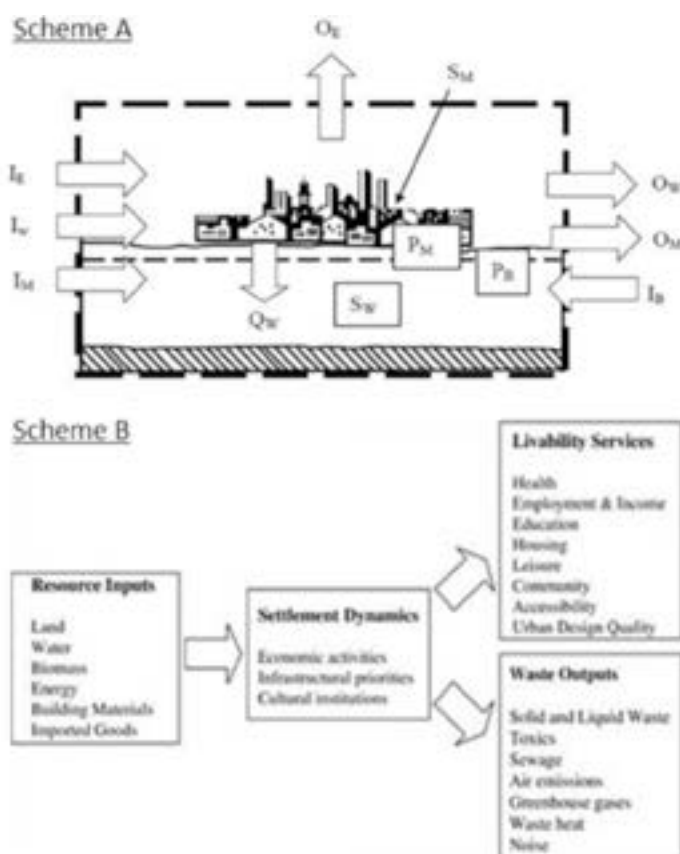 Scheme A
O_E
S_M
I_E
O_W
I_w
O_M
P_M
I_M
P_B
I_B
S_W
Q_W
Scheme B
Livability Services
Health
Employment & Income
Education
Housing
Leisure
Community
Accessibility
Urban Design Quality
Resource Inputs
Land
Water
Biomass
Energy
Building Materials
Imported Goods
Settlement Dynamics
Economic activities
Infrastructural priorities
Cultural institutions
Waste Outputs
Solid and Liquid Waste
Toxics
Sewage
Air emissions
Greenhouse gases
Waste heat
Noise